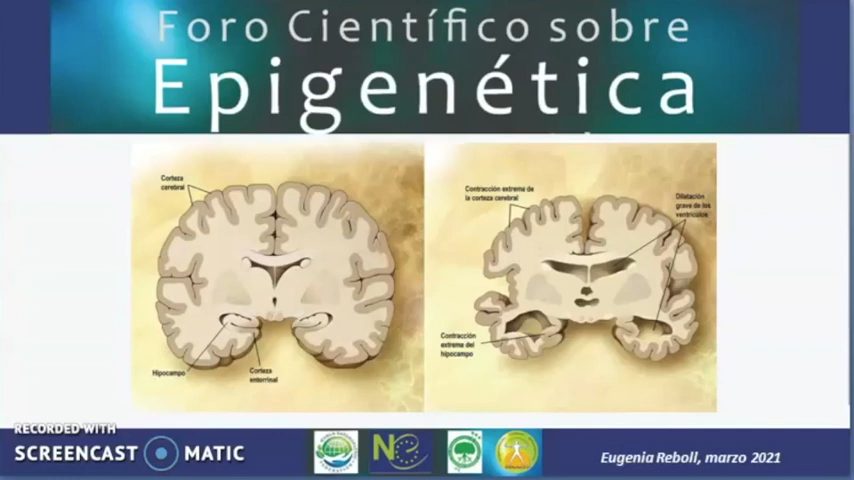 Foro Científico sobre
Epigenética
Corteza
cerebral
Hipocampo
Corteza
entorrinal
Contracción extrema de
la corteza cerebral
Dilatación
grave de los
ventrículos
Contracción
extrema del
hipocampo
RECORDED WITH
SCREENCAST MATIC
Ne
Eugenia Reboll, marzo 2021